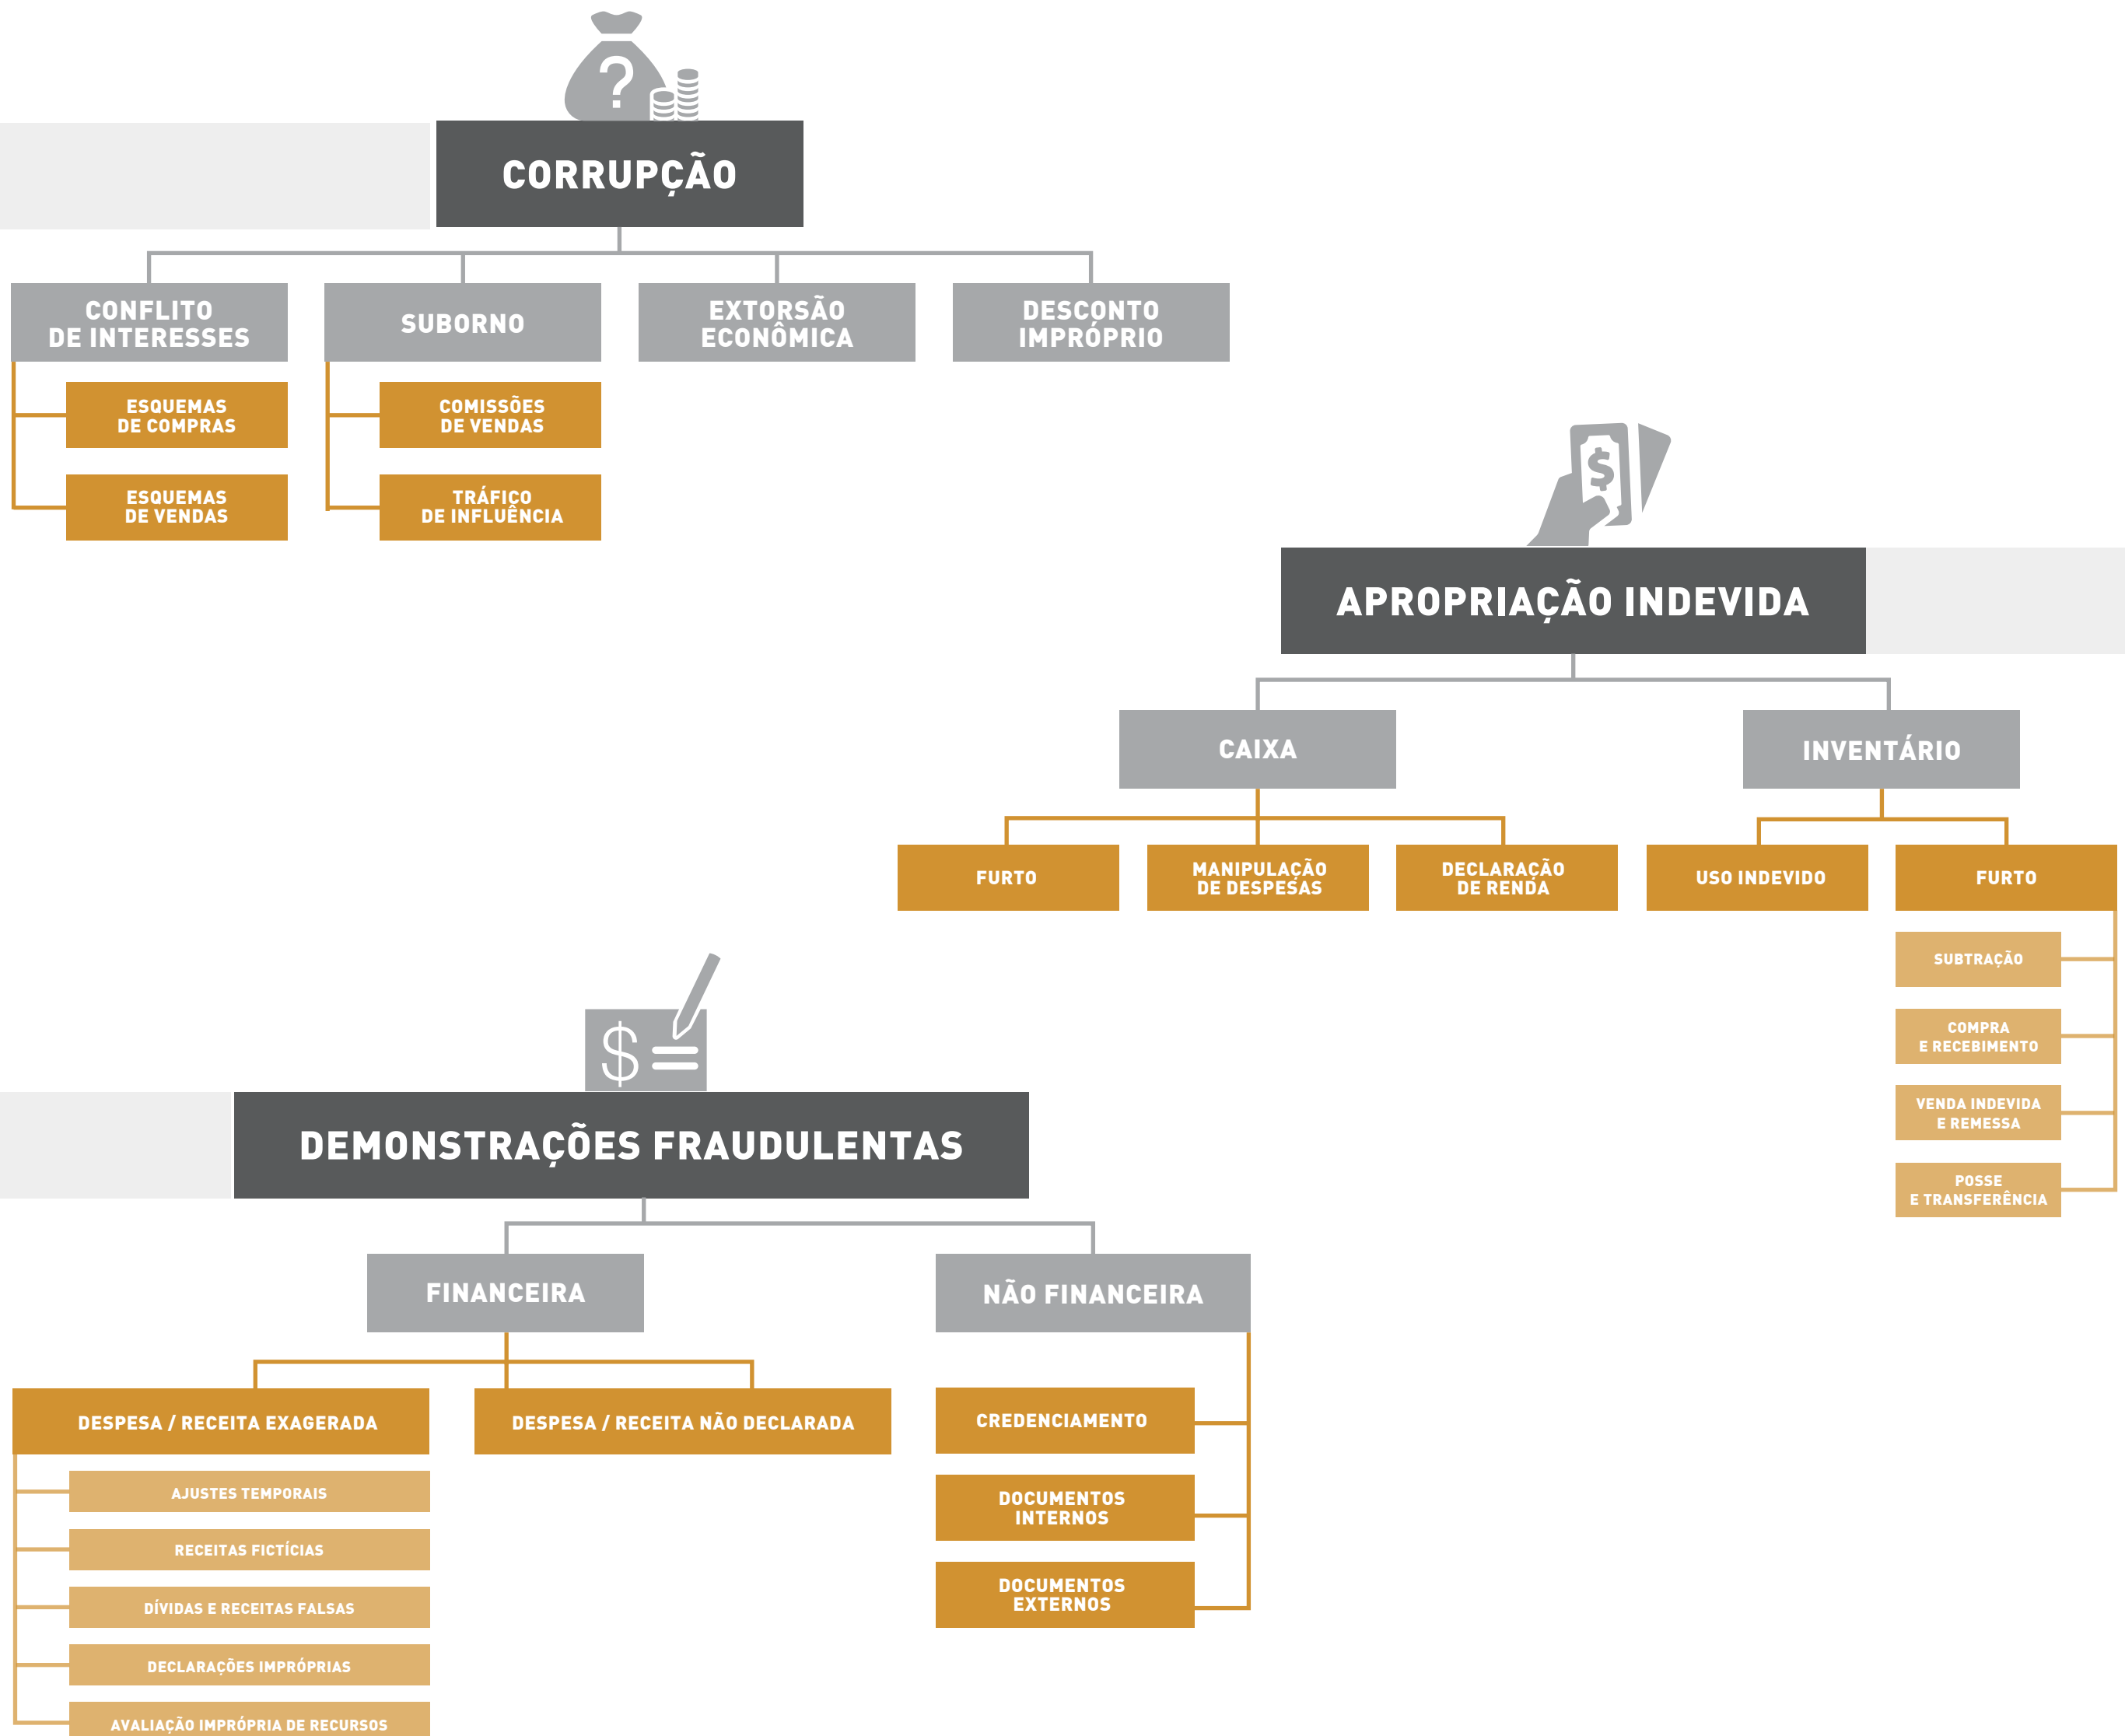 ?
CORRUPÇÃO
CONFLITO
DE INTERESSES
ESQUEMAS
DE COMPRAS
ESQUEMAS
DE VENDAS
SUBORNO
COMISSÕES
DE VENDAS
TRÁFICO
DE INFLUÊNCIA
EXTORSÃO
ECONÔMICA
DESCONTO
IMPRÓPRIO
$
APROPRIAÇÃO INDEVIDA
CAIXA
FURTO
MANIPULAÇÃO
DE DESPESAS
DECLARAÇÃO
DE RENDA
INVENTÁRIO
USO INDEVIDO
FURTO
SUBTRAÇÃO
COMPRA
E RECEBIMENTO
VENDA INDEVIDA
E REMESSA
POSSE
E TRANSFERÊNCIA
$
DEMONSTRAÇÕES FRAUDULENTAS
FINANCEIRA
DESPESA / RECEITA EXAGERADA
AJUSTES TEMPORAIS
RECEITAS FICTÍCIAS
DÍVIDAS E RECEITAS FALSAS
DECLARAÇÕES IMPRÓPRIAS
AVALIAÇÃO IMPRÓPRIA DE RECURSOS
DESPESA / RECEITA NÃO DECLARADA
NÃO FINANCEIRA
CREDENCIAMENTO
DOCUMENTOS
INTERNOS
DOCUMENTOS
EXTERNOS